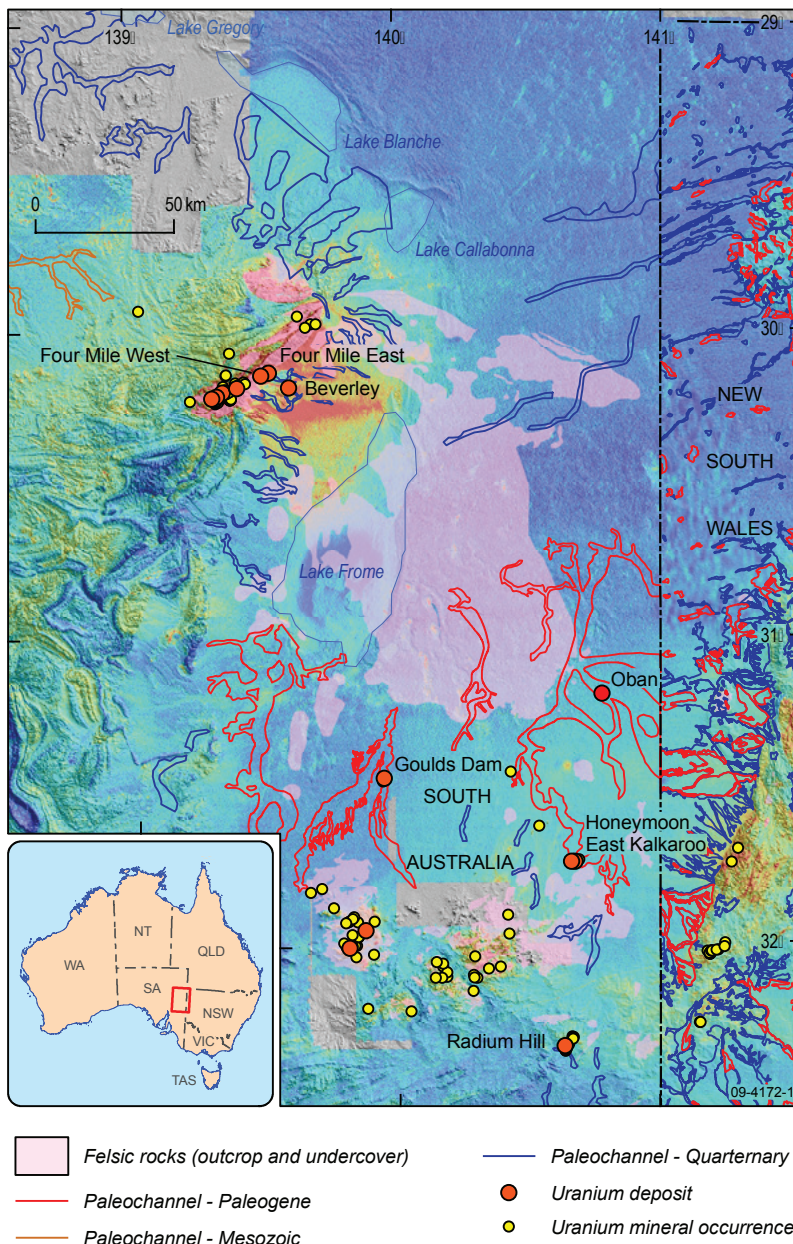 139
140
141
29
Lake Gregory
Lake Blanche
0 50 km
Lake Callabonna
30
Four Mile West
Four Mile East
Beverley
NEW
SOUTH
WALES
Lake Frome
31
Oban
Goulds Dam
SOUTH
AUSTRALIA
Honeymoon
East Kalkaroo
32
Radium Hill
09-4172-1
NT
QLD
WA
SA
NSW
VIC
TAS
Felsic rocks (outcrop and undercover)
Paleochannel - Paleogene
Paleochannel - Mesozoic
Paleochannel - Quarternary
Uranium deposit
Uranium mineral occurrence